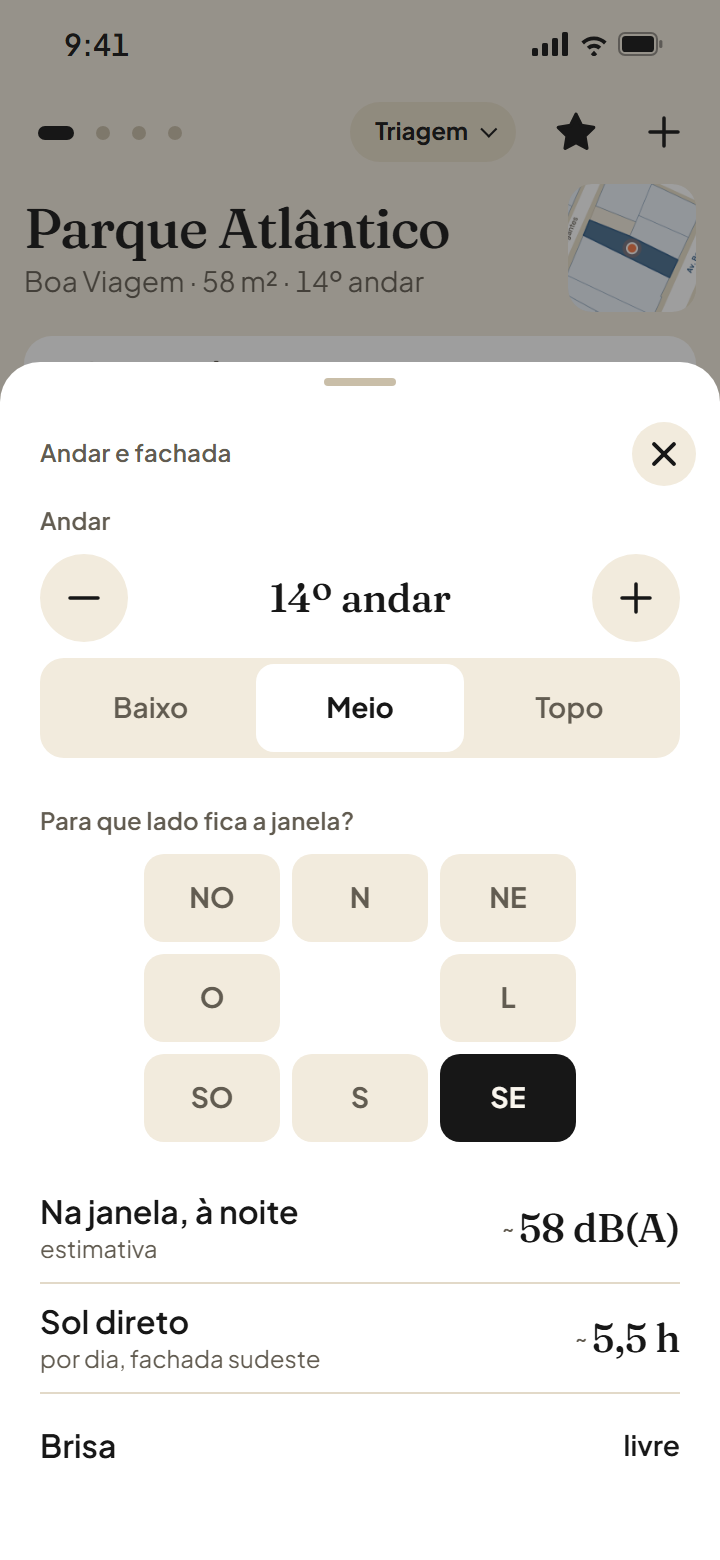 9:41
Triagem
Parque Atlântico
Boa Viagem · 58 m² · 14º andar
Andar e fachada
Andar
14º andar
Baixo Meio Topo
Para que lado fica a janela?
NO N NE
O L
SO S SE
Na janela, à noite
estimativa
~58 dB(A)
Sol direto
por dia, fachada sudeste
~5,5 h
Brisa
livre